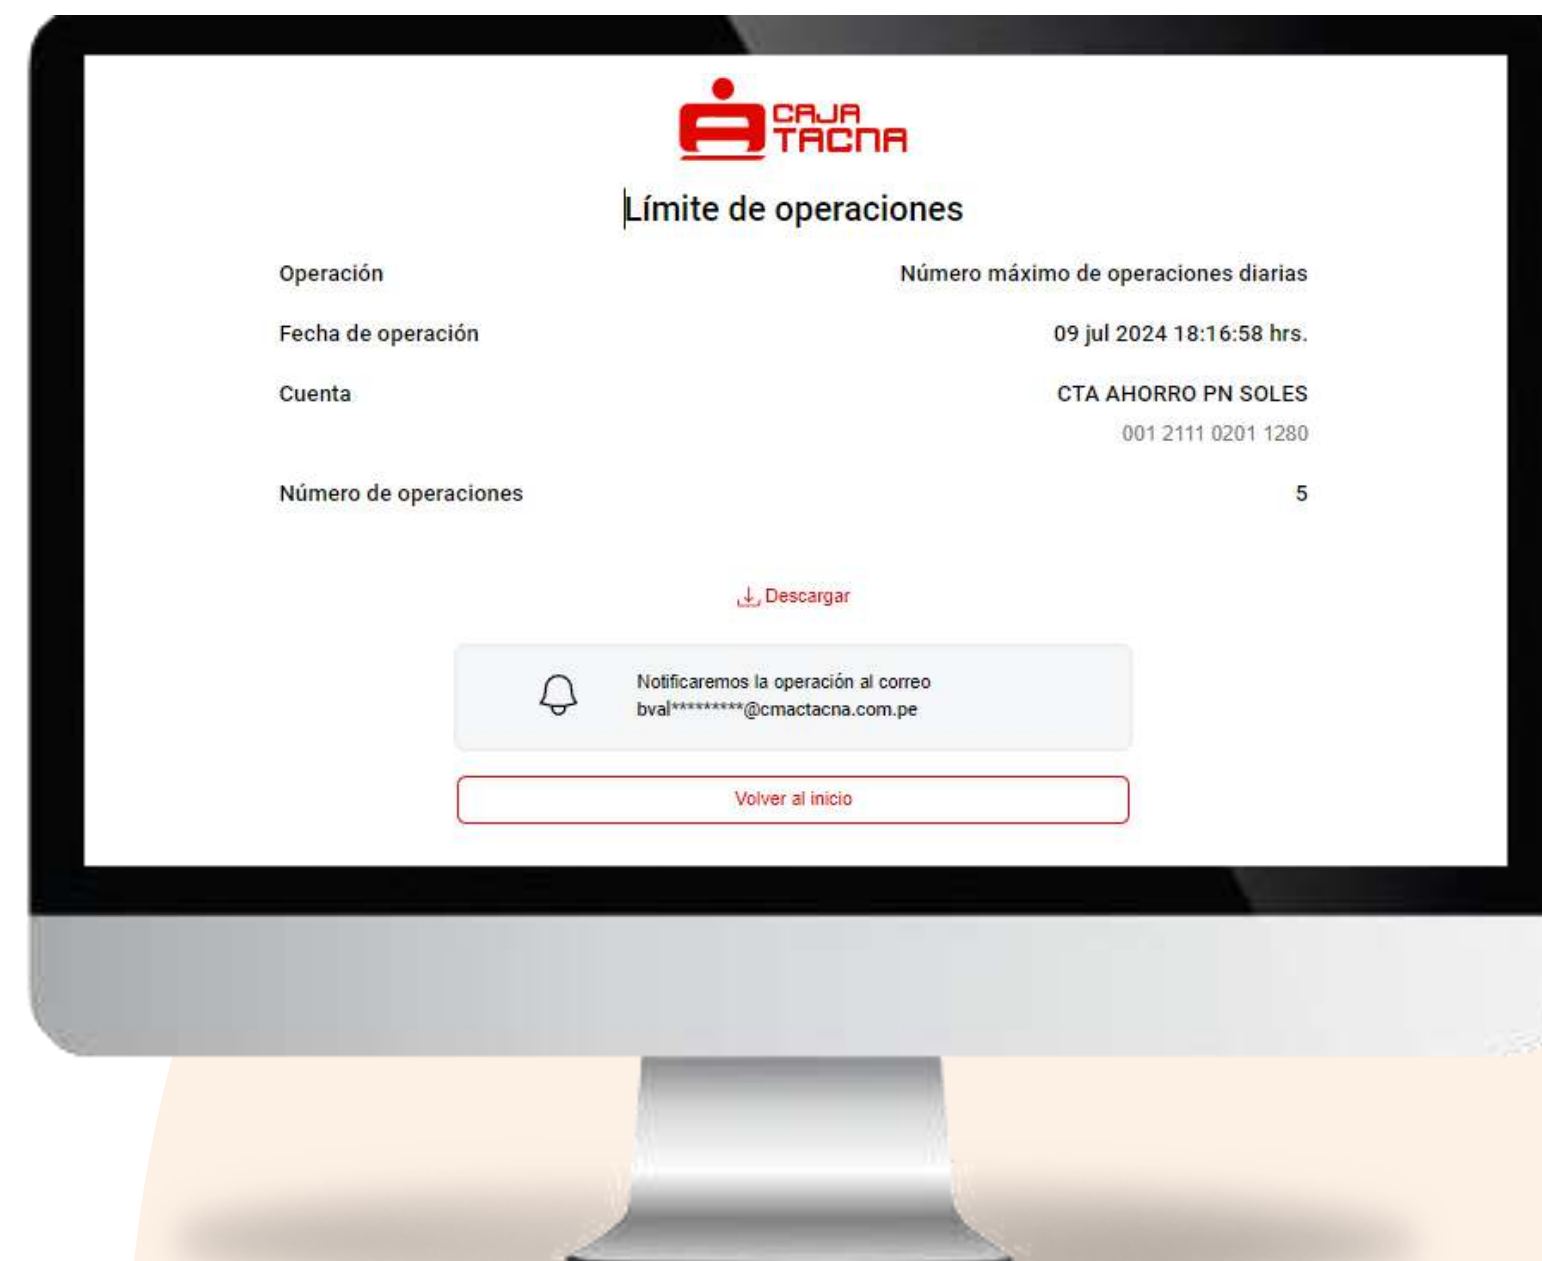 CAJA
TACNA
Límite de operaciones
Operación Número máximo de operaciones diarias
Fecha de operación 09 jul 2024 18:16:58 hrs.
Cuenta CTA AHORRO PN SOLES
001 2111 0201 1280
Número de operaciones 5
Descargar
Notificaremos la operación al correo
bval*********@cmactacna.com.pe
Volver al inicio